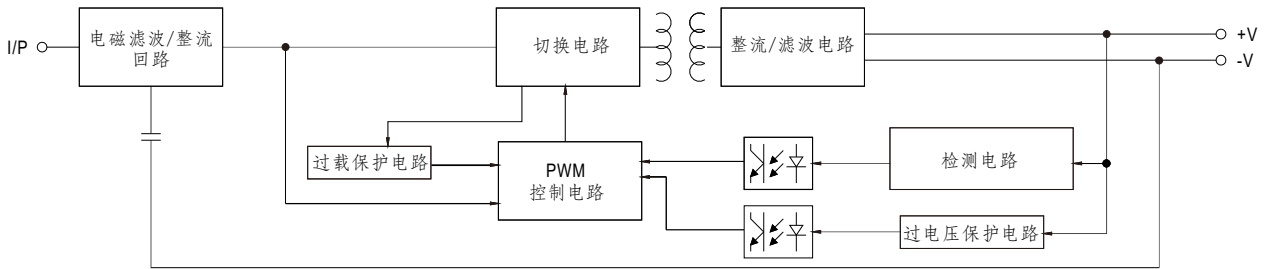 I/P
电磁滤波/整流
回路
切换电路
整流/滤波电路
+V
-V
过载保护电路
PWM
控制电路
检测电路
过电压保护电路